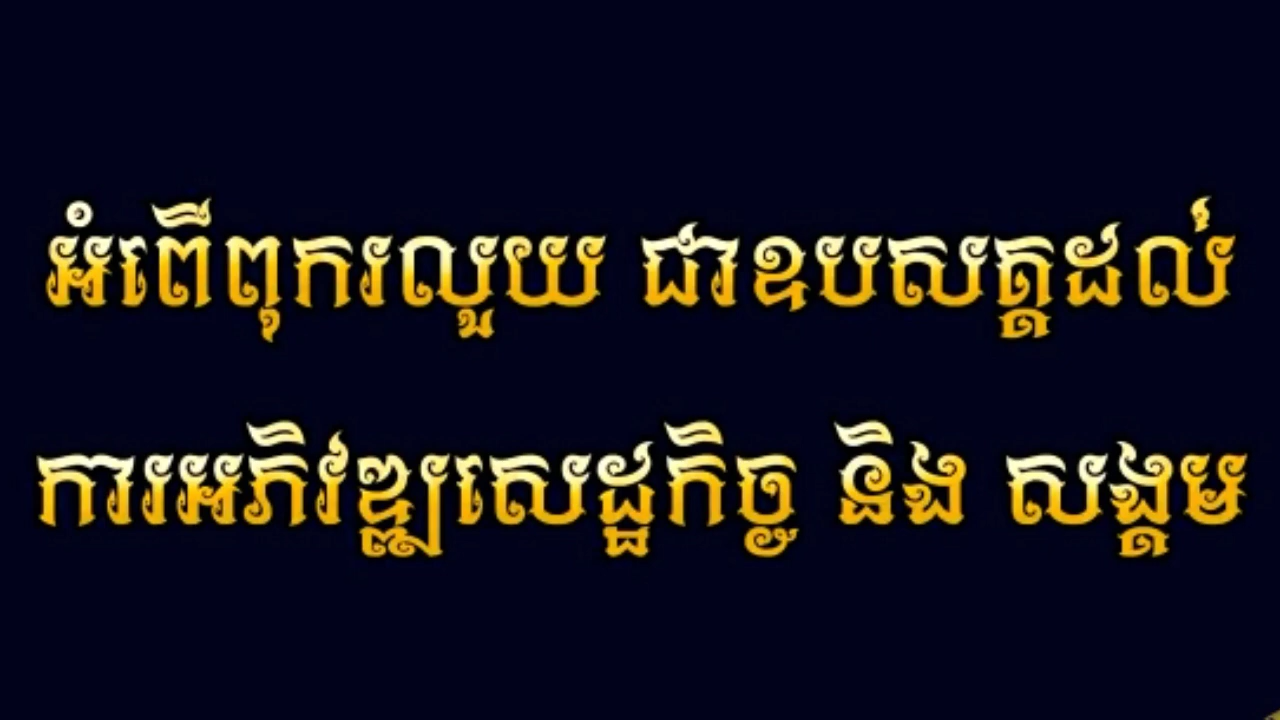 អំពើពុករលួយ ជាឧបសគ្គដល់
ការអភិវឌ្ឍសេដ្ឋកិច្ច និង សង្គម